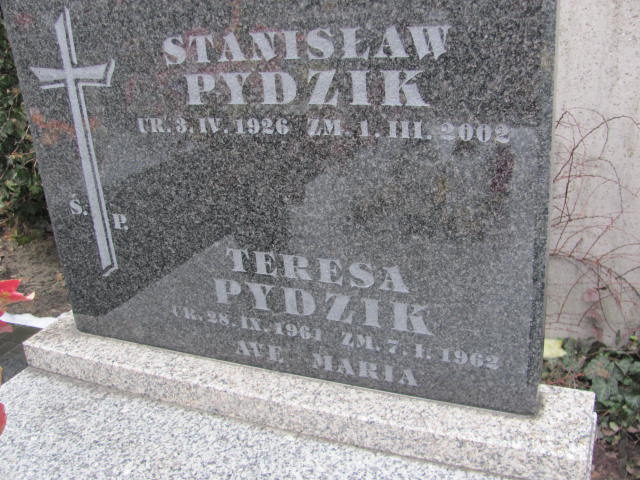 STANISŁAW
PYDZIK
UR. 3. IV. 1926 ZM. 1. III. 2002
Ś. P.
TERESA
PYDZIK
UR. 28. IX. 1961 ZM. 7. I. 1962
AVE MARIA